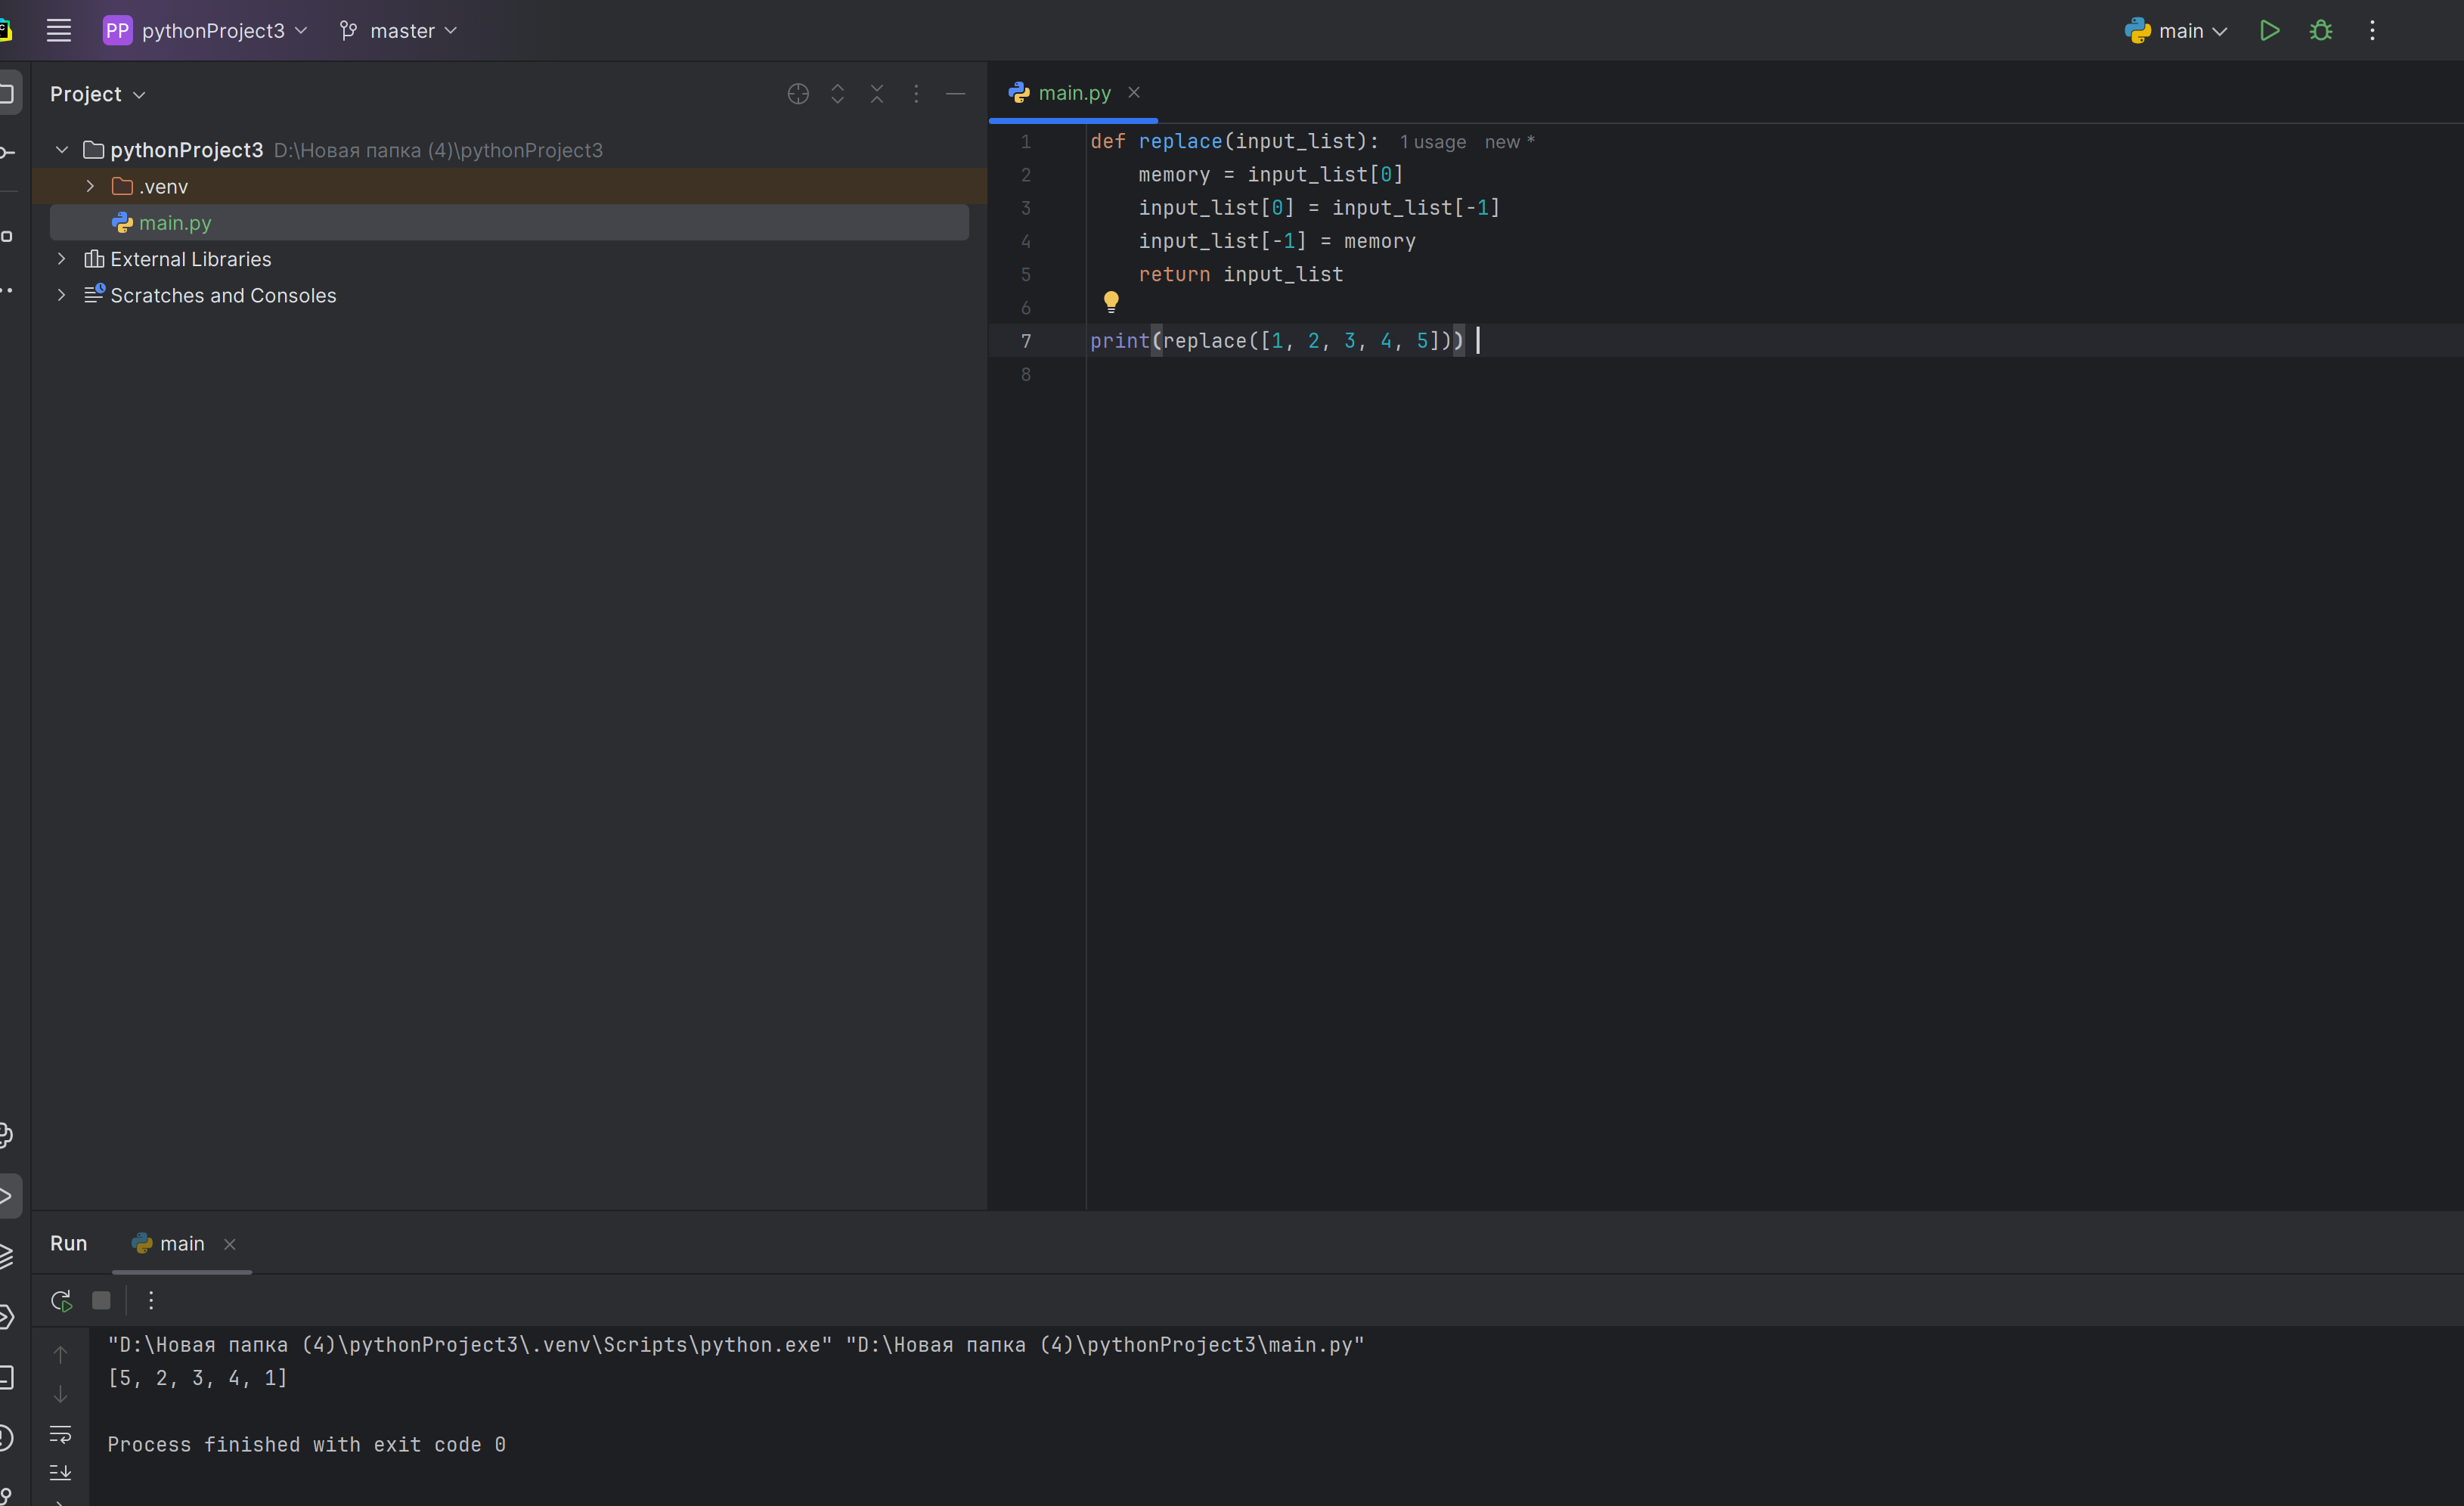 PP pythonProject3 master main
Project
main.py
pythonProject3 D:\Новая папка (4)\pythonProject3
.venv
main.py
External Libraries
Scratches and Consoles
1 def replace(input_list): 1 usage new *
2     memory = input_list[0]
3     input_list[0] = input_list[-1]
4     input_list[-1] = memory
5     return input_list
6
7 print(replace([1, 2, 3, 4, 5]))
8
Run main
"D:\Новая папка (4)\pythonProject3\.venv\Scripts\python.exe" "D:\Новая папка (4)\pythonProject3\main.py"
[5, 2, 3, 4, 1]
Process finished with exit code 0